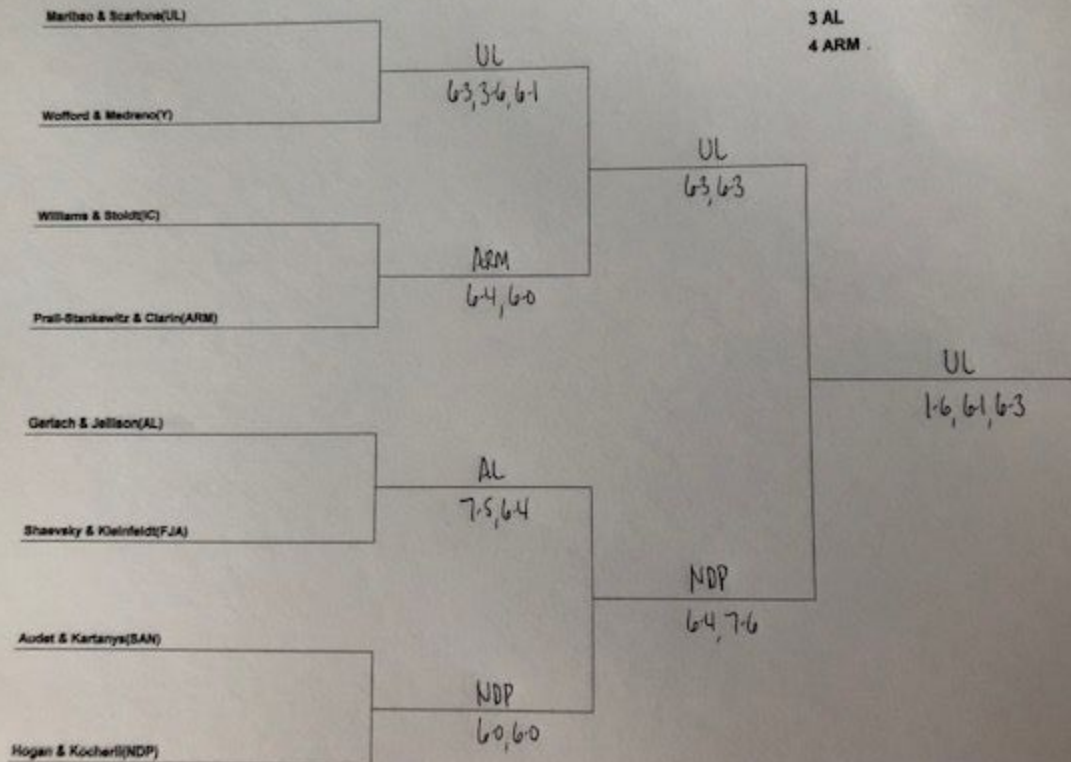 Maribao & Scarfone(UL)
3 AL
4 ARM
UL
6-3, 3-6, 6-1
Wofford & Medreno(Y)
UL
6-3, 6-3
Williams & Stoldt(IC)
ARM
6-4, 6-0
Prall-Stankewitz & Clarin(ARM)
UL
1-6, 6-1, 6-3
Gerlach & Jellison(AL)
AL
7-5, 6-4
Shaevsky & Kleinfeldt(FJA)
NDP
6-4, 7-6
Audet & Kartanya(SAN)
NDP
6-0, 6-0
Hogan & Kocherli(NDP)